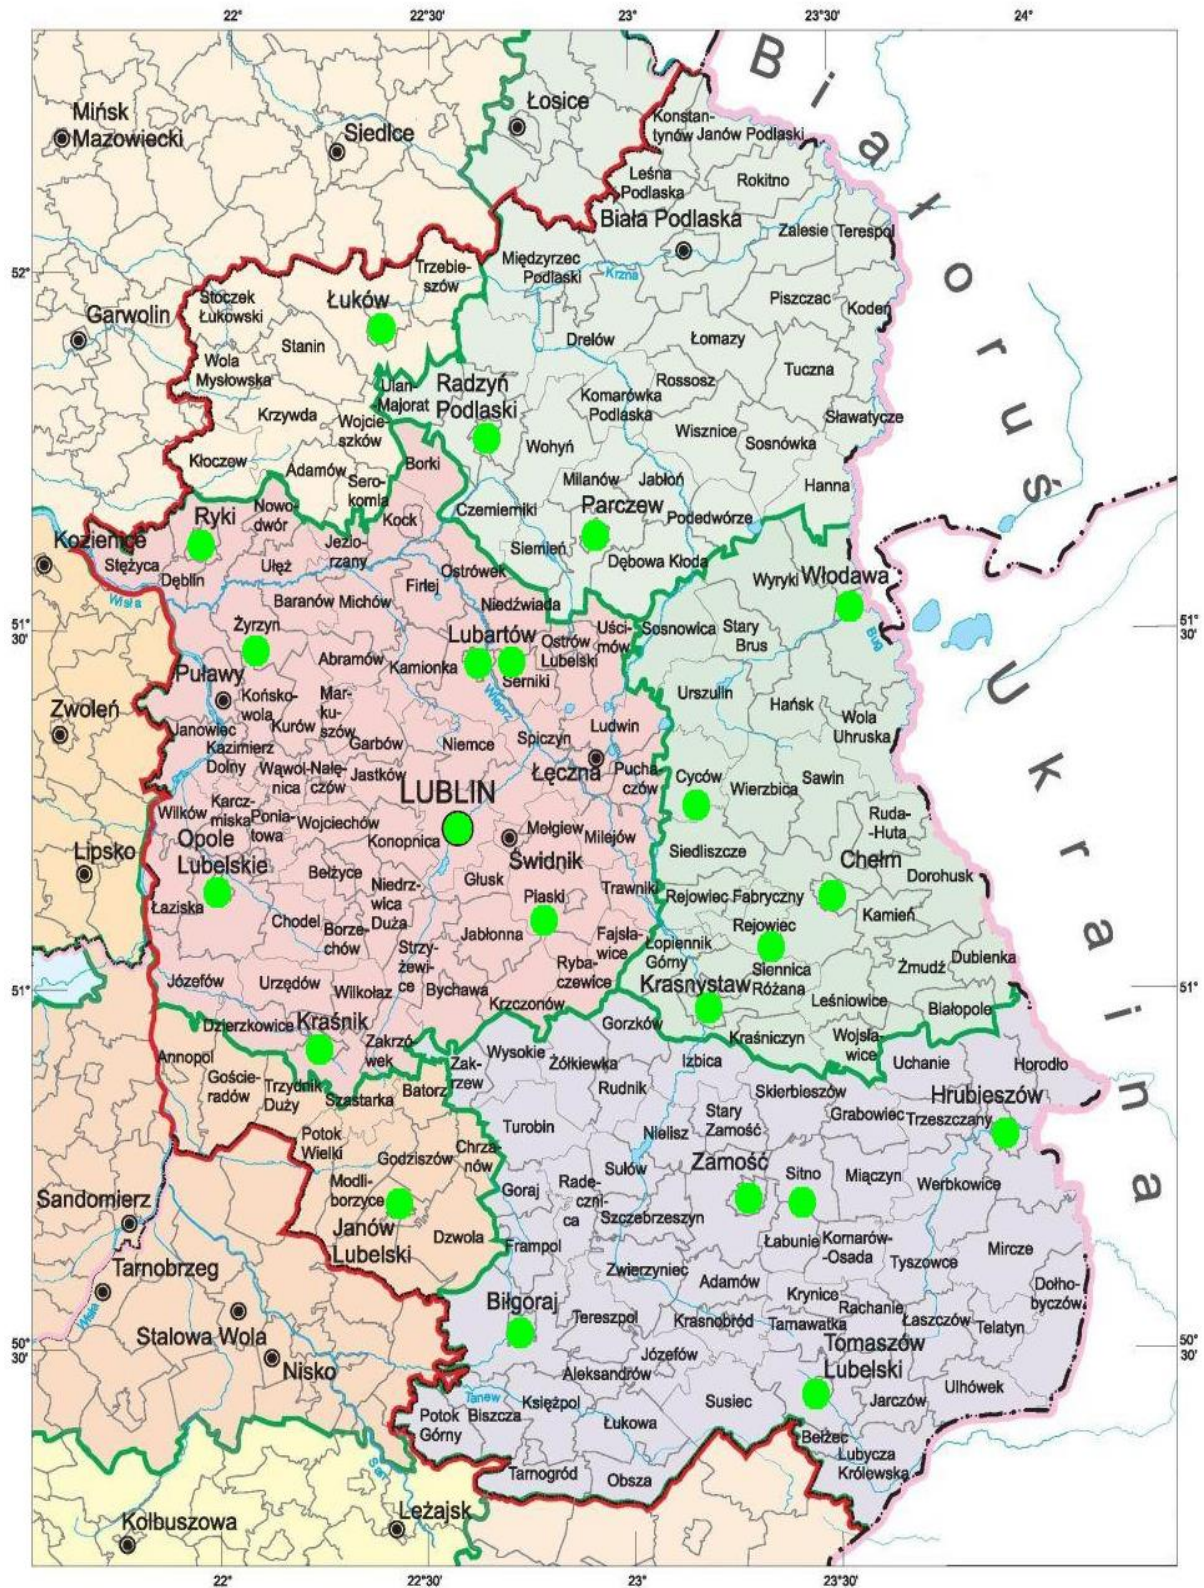 22°
22°30'
23°
23°30'
24°
Białoruś
Mińsk
Mazowiecki
Siedlce
Łosice
Konstan-
tynów
Janów Podlaski
Leśna
Podlaska
Rokitno
Biała Podlaska
Zalesie
Terespol
52°
Trzebie-
szów
Międzyrzec
Podlaski
Krzna
Stoczek
Łukowski
Łuków
Piszczac
Kodeń
Garwolin
Stanin
Drelów
Łomazy
Wola
Mysłowska
Ulan-
-Majorat
Radzyń
Podlaski
Rossosz
Tuczna
Komarówka
Podlaska
Krzywda
Wojcie-
szków
Wohyń
Wisznice
Sosnówka
Sławatycze
Kłoczew
Adamów
Borki
Sero-
komla
Milanów
Jabłoń
Hanna
Ryki
Nowo-
dwór
Kock
Czemierniki
Parczew
Podedwórze
Kozienice
Stężyca
Dęblin
Ułęż
Jezio-
rzany
Siemień
Dębowa Kłoda
Wyryki
Włodawa
Wisła
Baranów
Michów
Firlej
Ostrówek
Niedźwiada
51°
30'
Żyrzyn
Lubartów
Ostrów
Lubelski
Uści-
mów
Sosnowica
Stary
Brus
Bug
Abramów
Kamionka
Serniki
Puławy
Końsko-
wola
Mar-
ku-
szów
Wieprz
Urszulin
Hańsk
Wola
Uhruska
Ukraina
Zwoleń
Janowiec
Kurów
Garbów
Niemce
Spiczyn
Ludwin
Kazimierz
Dolny
Wąwol-
nica
Nałę-
czów
Jastków
Łęczna
Pucha-
czów
Cyców
Wierzbica
Sawin
LUBLIN
Wilków
Karcz-
miska
Ponia-
towa
Wojciechów
Konopnica
Mełgiew
Milejów
Ruda-
-Huta
Lipsko
Opole
Lubelskie
Świdnik
Siedliszcze
Chełm
Bełżyce
Głusk
Dorohusk
Łaziska
Niedrz-
wica
Duża
Piaski
Trawniki
Rejowiec Fabryczny
Kamień
Chodel
Borze-
chów
Jabłonna
Fajsła-
wice
Rejowiec
Łopiennik
Górny
Strzy-
żewi-
ce
Siennica
Różana
Żmudź
Dubienka
51°
Józefów
Urzędów
Wilkołaz
Bychawa
Ryba-
czewice
Krasnystaw
Leśniowice
Białopole
Krzczonów
Dzierzkowice
Kraśnik
Gorzków
Kraśniczyn
Wojsła-
wice
Annopol
Zakrzó-
wek
Zak-
rzew
Wysokie
Żółkiewka
Izbica
Uchanie
Horodło
Goście-
radów
Trzydnik
Duży
Szastarka
Batorz
Rudnik
Skierbieszów
Hrubieszów
Turobin
Stary
Zamość
Grabowiec
Trzeszczany
Potok
Wielki
Godziszów
Chrza-
nów
Nielisz
Modli-
borzyce
Goraj
Rade-
czni-
ca
Sułów
Zamość
Sitno
Miączyn
Werbkowice
Sandomierz
Janów
Lubelski
Dzwola
Szczebrzeszyn
Frampol
Łabunie
Komarów-
-Osada
Mircze
Tarnobrzeg
Zwierzyniec
Adamów
Tyszowce
Dołho-
byczów
Wisła
Biłgoraj
Krynice
Rachanie
Stalowa Wola
Tereszpol
Krasnobród
Tarnawatka
Łaszczów
Telatyn
50°
30'
Nisko
Józefów
Tomaszów
Lubelski
Aleksandrów
Ulhówek
Tanew
Potok
Górny
Biszcza
Księżpol
Susiec
Jarczów
Łukowa
Bełżec
Lubycza
Królewska
San
Tarnogród
Obsza
Leżajsk
Kolbuszowa
22°
22°30'
23°
23°30'